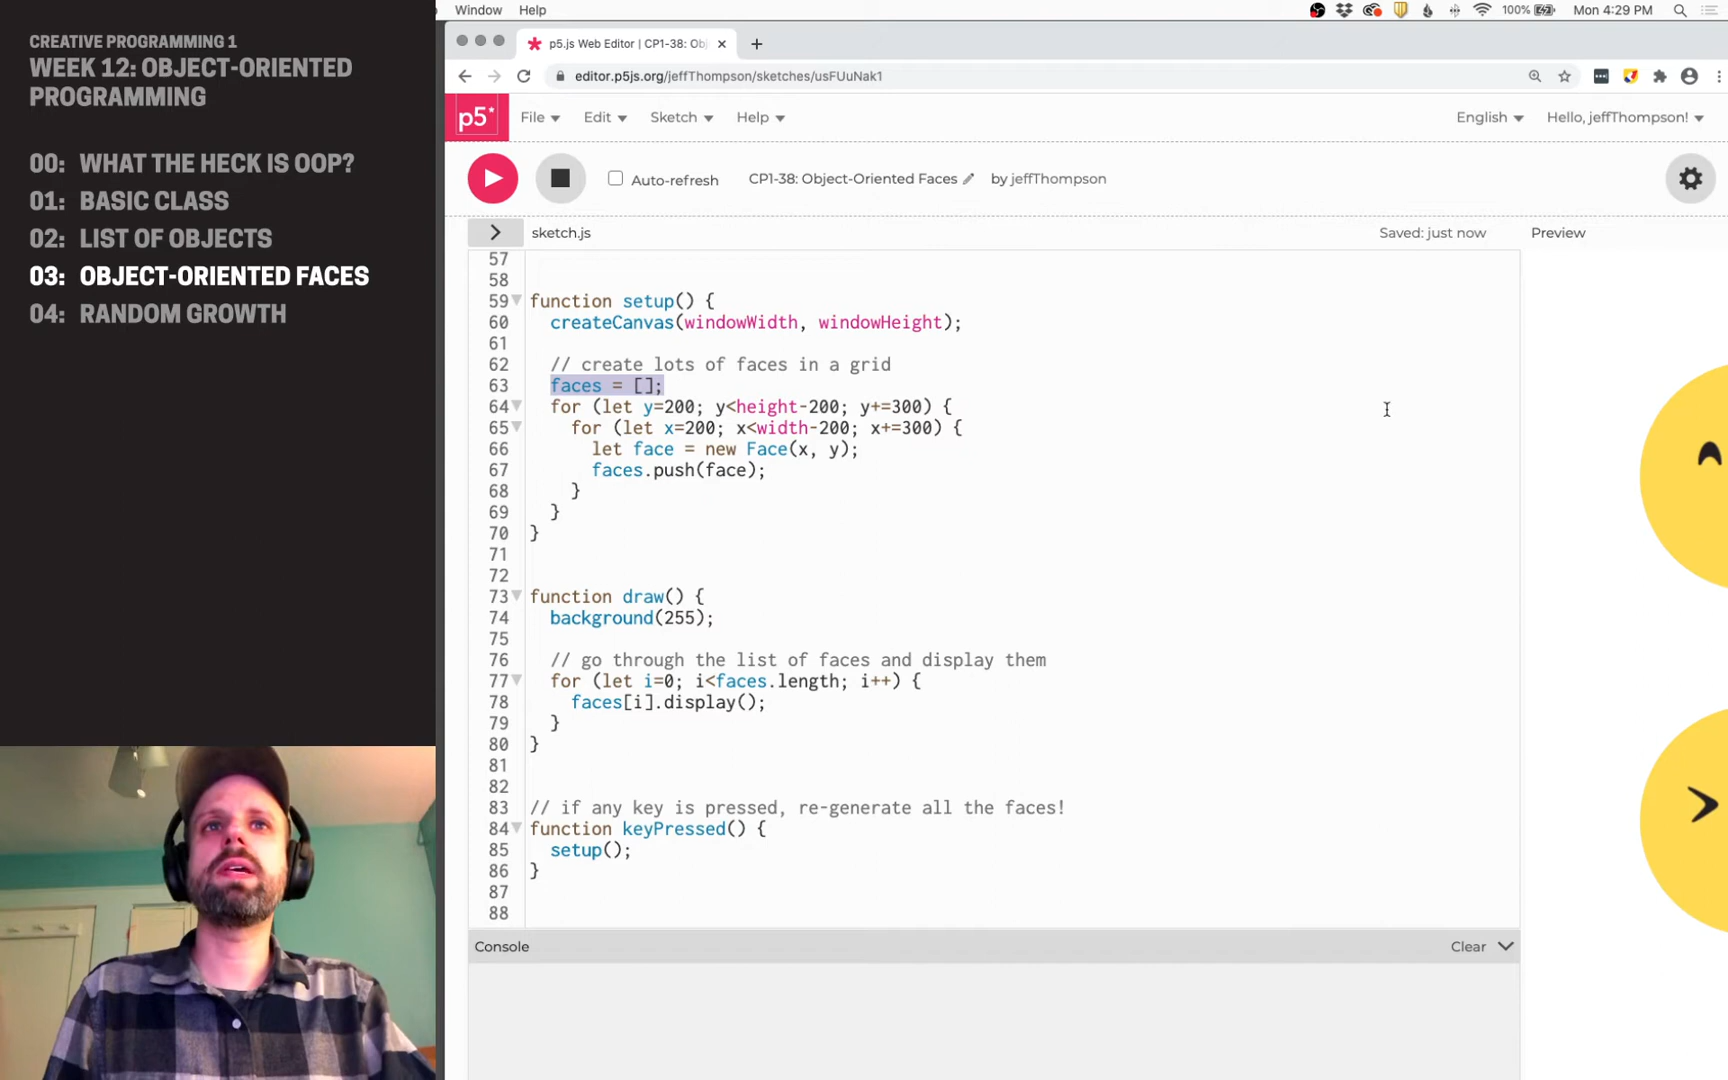 CREATIVE PROGRAMMING 1
WEEK 12: OBJECT-ORIENTED
PROGRAMMING
00: WHAT THE HECK IS OOP?
01: BASIC CLASS
02: LIST OF OBJECTS
03: OBJECT-ORIENTED FACES
04: RANDOM GROWTH
Window Help 100% Mon 4:29 PM
p5.js Web Editor | CP1-38: Obj
editor.p5js.org/jeffThompson/sketches/usFUuNak1
p5* File Edit Sketch Help English Hello, jeffThompson!
Auto-refresh CP1-38: Object-Oriented Faces by jeffThompson
sketch.js Saved: just now Preview
57
58
59 function setup() {
60 createCanvas(windowWidth, windowHeight);
61
62 // create lots of faces in a grid
63 faces = [];
64 for (let y=200; y<height-200; y+=300) {
65 for (let x=200; x<width-200; x+=300) {
66 let face = new Face(x, y);
67 faces.push(face);
68 }
69 }
70 }
71
72
73 function draw() {
74 background(255);
75
76 // go through the list of faces and display them
77 for (let i=0; i<faces.length; i++) {
78 faces[i].display();
79 }
80 }
81
82
83 // if any key is pressed, re-generate all the faces!
84 function keyPressed() {
85 setup();
86 }
87
88
Console Clear